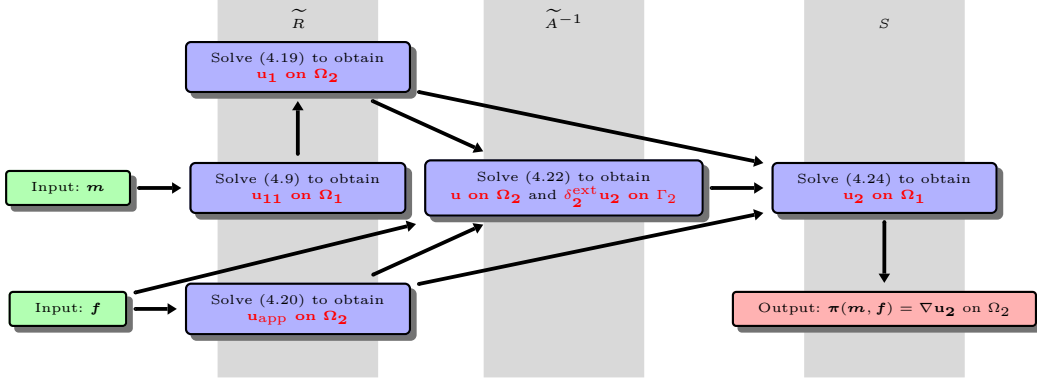 R̃
Ã⁻¹
S
Solve (4.19) to obtain
u₁ on Ω₂
Input: m
Solve (4.9) to obtain
u₁₁ on Ω₁
Solve (4.22) to obtain
u on Ω₂ and δ₂ᵉˣᵗu₂ on Γ₂
Solve (4.24) to obtain
u₂ on Ω₁
Input: f
Solve (4.20) to obtain
u_app on Ω₂
Output: π(m, f) = ∇u₂ on Ω₂